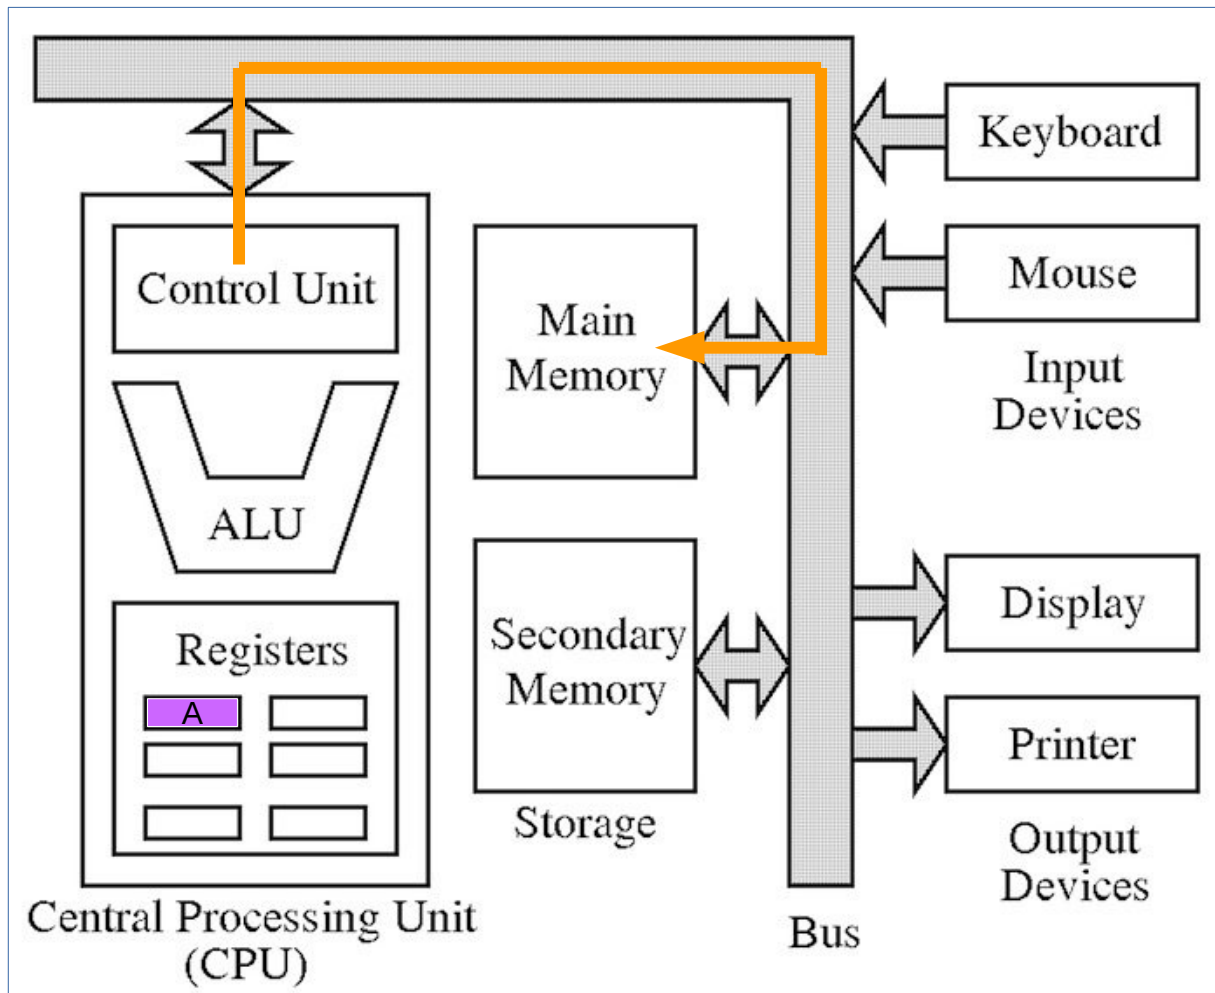 Control Unit
ALU
Registers
A
Central Processing Unit
(CPU)
Main
Memory
Secondary
Memory
Storage
Bus
Keyboard
Mouse
Input
Devices
Display
Printer
Output
Devices